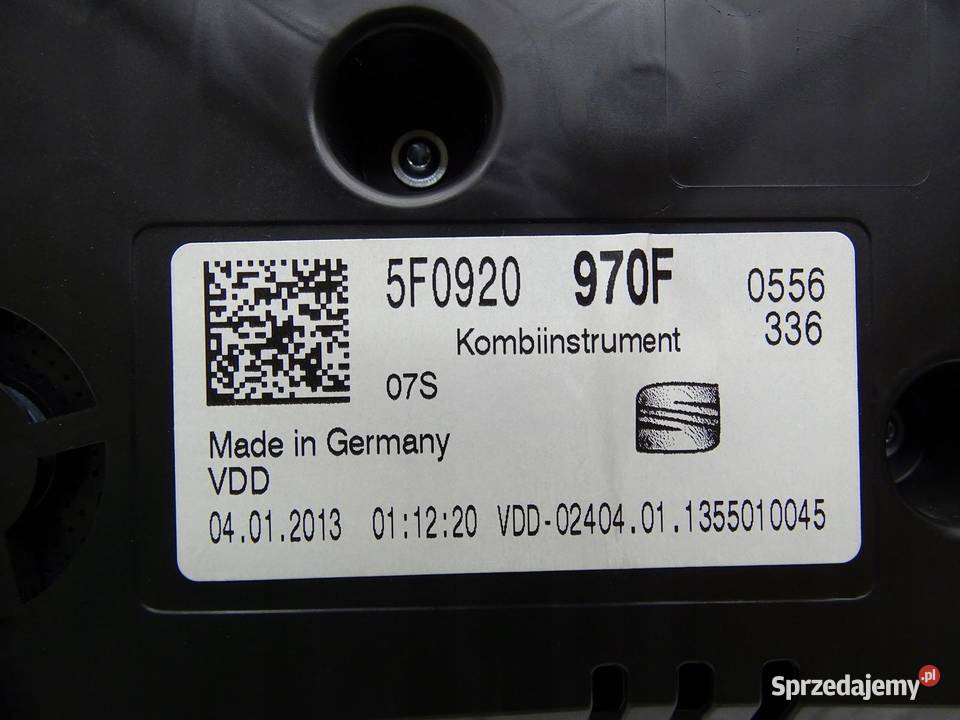 5F0920 970F 0556
336
Kombiinstrument
07S
Made in Germany
VDD
04.01.2013 01:12:20 VDD-02404.01.1355010045
Sprzedajemy.pl